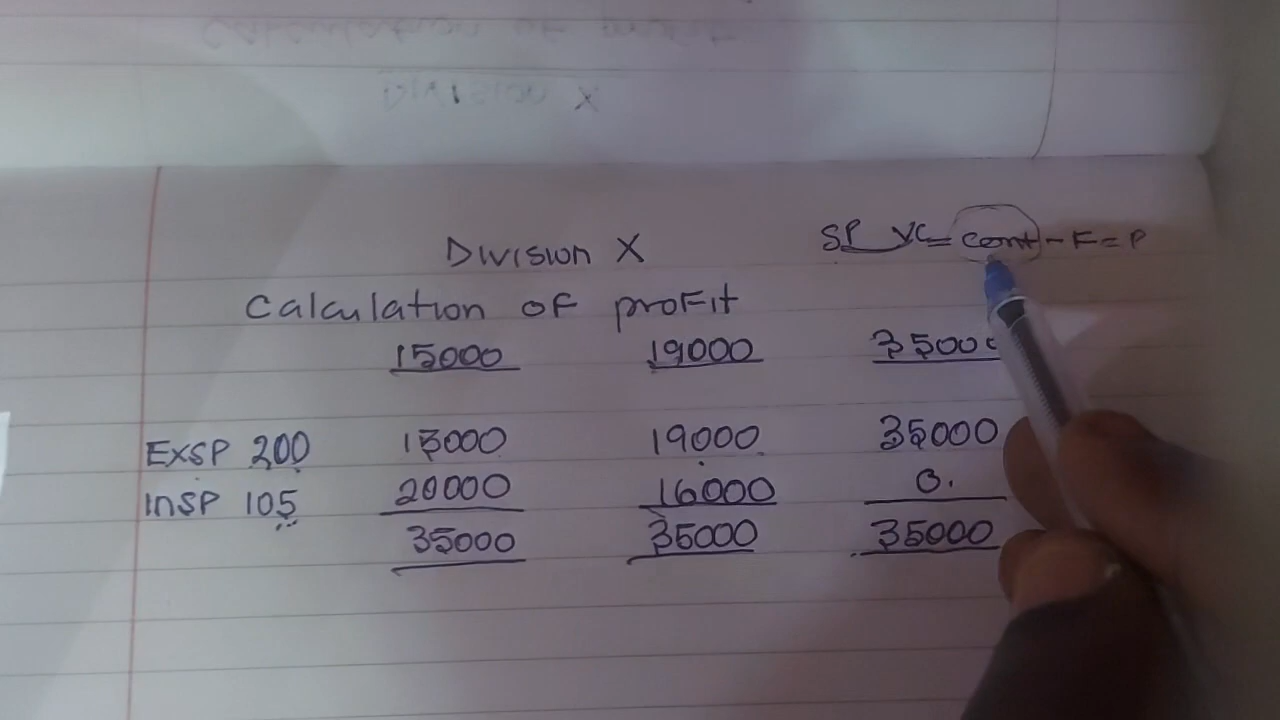 Division X
SP VC = cont - F = P
Calculation of profit
15000 19000 3500
EXSP 200 15000 19000 35000
INSP 105 20000 16000 0.
35000 35000 35000